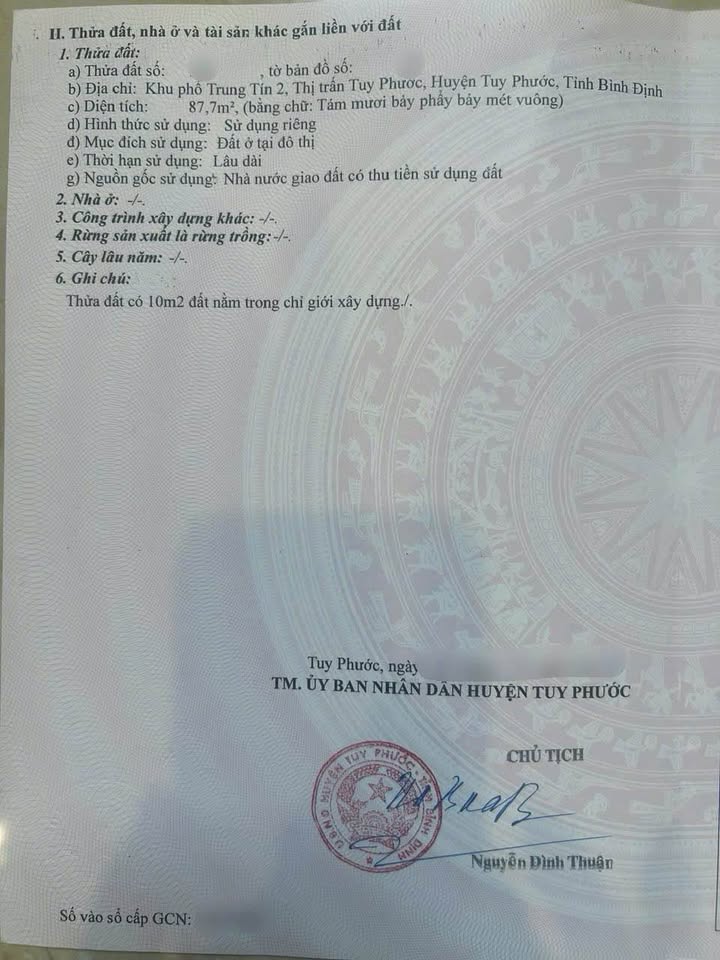 II. Thửa đất, nhà ở và tài sản khác gắn liền với đất
1. Thửa đất:
a) Thửa đất số: , tờ bản đồ số:
b) Địa chỉ: Khu phố Trung Tín 2, Thị trấn Tuy Phươc, Huyện Tuy Phước, Tỉnh Bình Định
c) Diện tích: 87,7m², (bằng chữ: Tám mươi bảy phẩy bảy mét vuông)
d) Hình thức sử dụng: Sử dụng riêng
đ) Mục đích sử dụng: Đất ở tại đô thị
e) Thời hạn sử dụng: Lâu dài
g) Nguồn gốc sử dụng: Nhà nước giao đất có thu tiền sử dụng đất
2. Nhà ở: -/-.
3. Công trình xây dựng khác: -/-.
4. Rừng sản xuất là rừng trồng: -/-.
5. Cây lâu năm: -/-.
6. Ghi chú:
Thửa đất có 10m2 đất nằm trong chỉ giới xây dựng./.
Tuy Phước, ngày
TM. ỦY BAN NHÂN DÂN HUYỆN TUY PHƯỚC
CHỦ TỊCH
UBND HUYỆN TUY PHƯỚC - TỈNH BÌNH ĐỊNH
Nguyễn Đình Thuận
Số vào sổ cấp GCN: